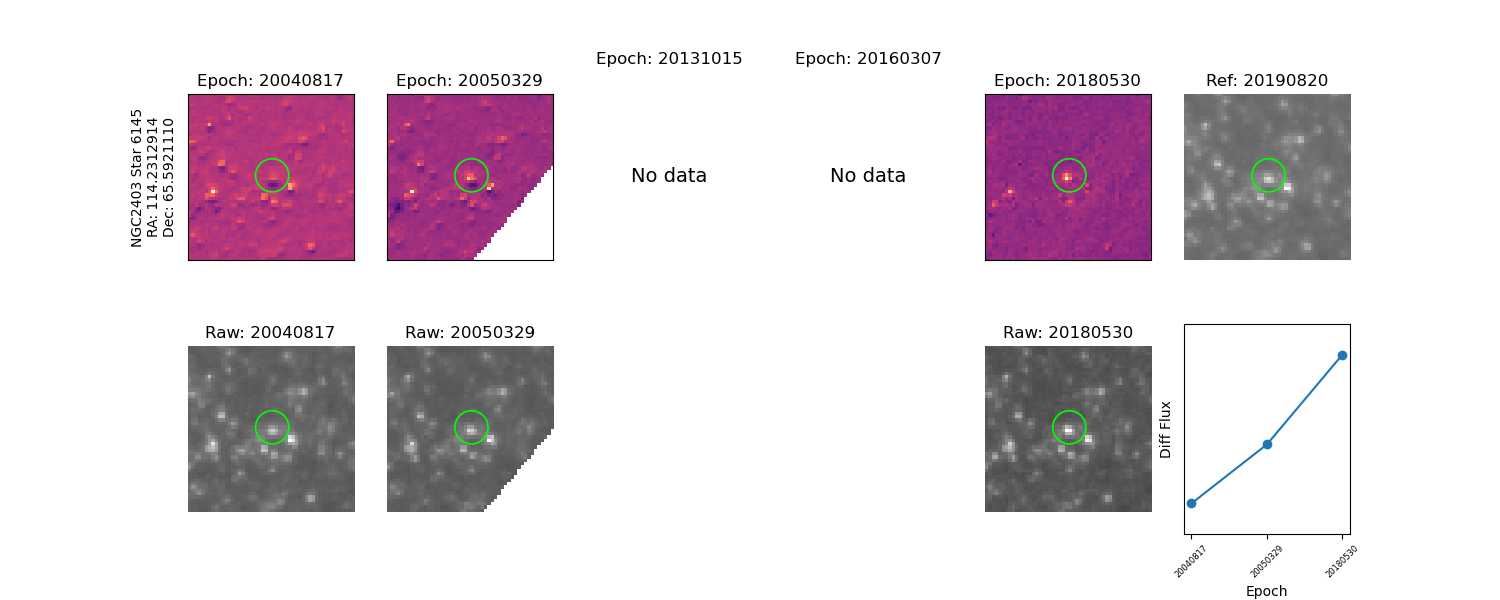 Epoch: 20131015
Epoch: 20160307
Epoch: 20040817
Epoch: 20050329
Epoch: 20180530
Ref: 20190820
NGC2403 Star 6145
RA: 114.2312914
Dec: 65.5921110
No data
No data
Raw: 20040817
Raw: 20050329
Raw: 20180530
Diff Flux
20040817
20050329
20180530
Epoch